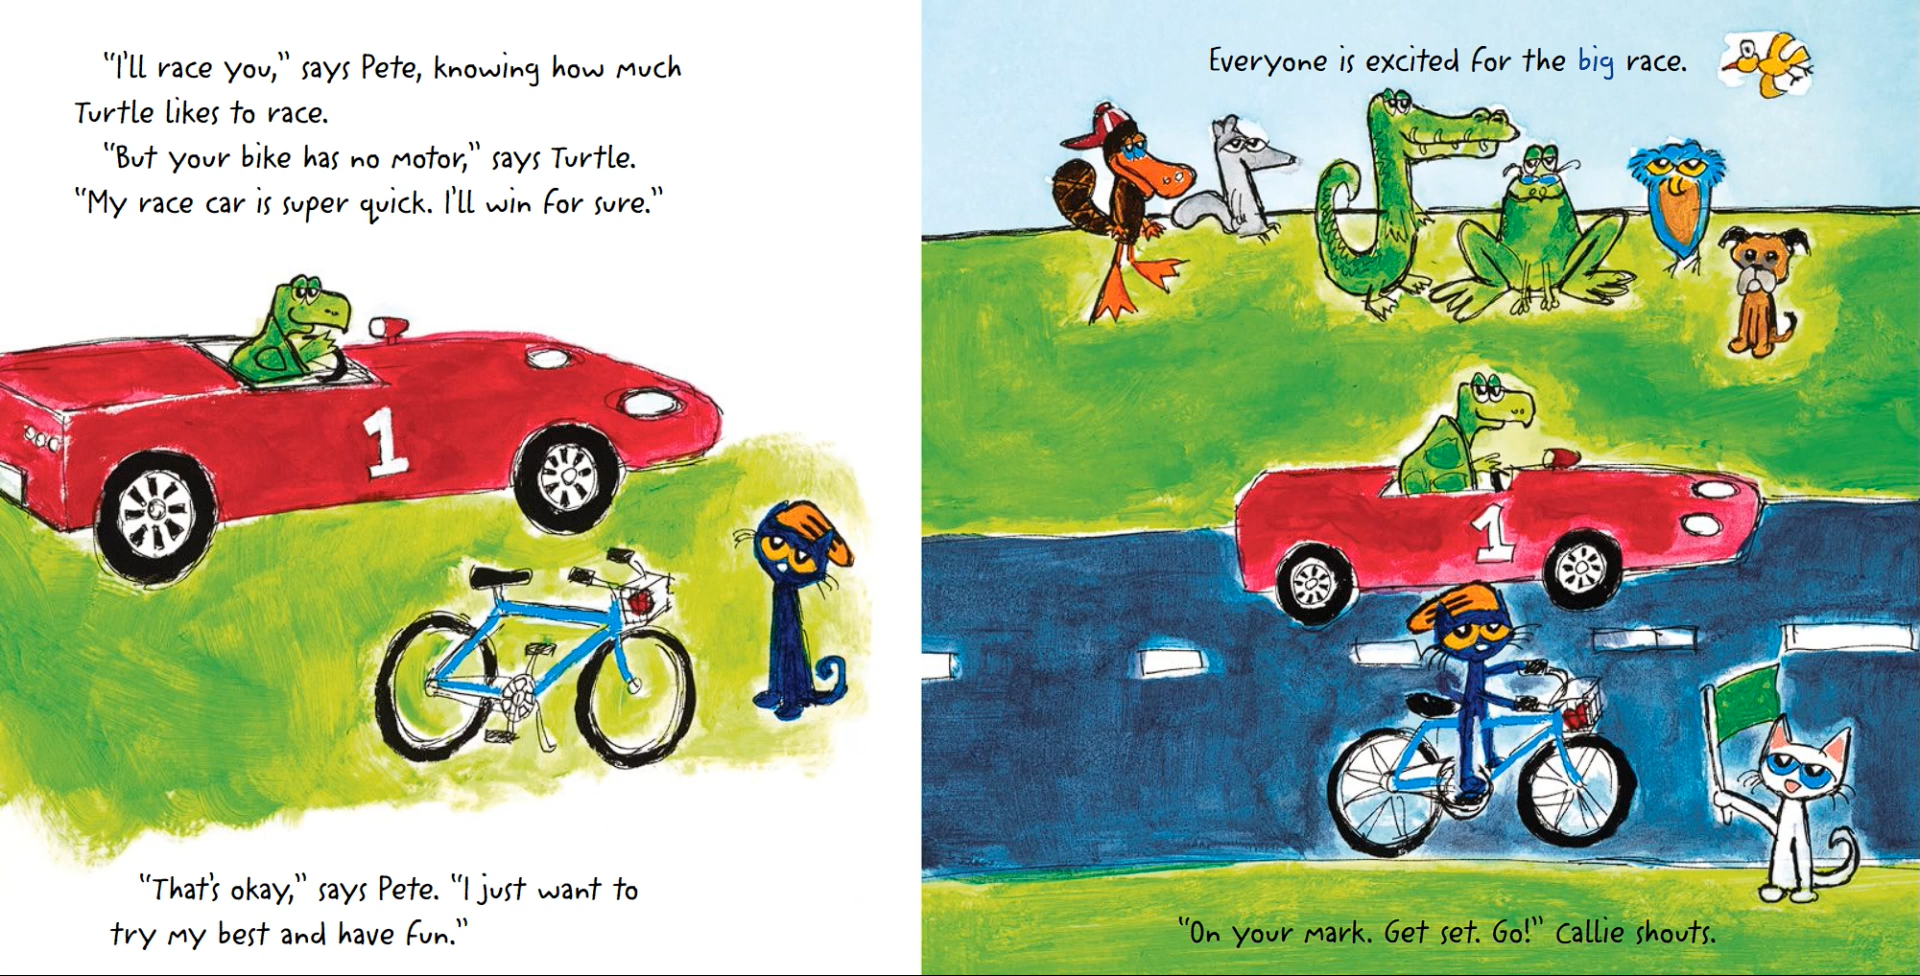 “I’ll race you,” says Pete, knowing how much
Turtle likes to race.
“But your bike has no motor,” says Turtle.
“My race car is super quick. I’ll win for sure.”
1
“That’s okay,” says Pete. “I just want to
try my best and have fun.”
Everyone is excited for the big race.
1
“On your mark. Get set. Go!” Callie shouts.